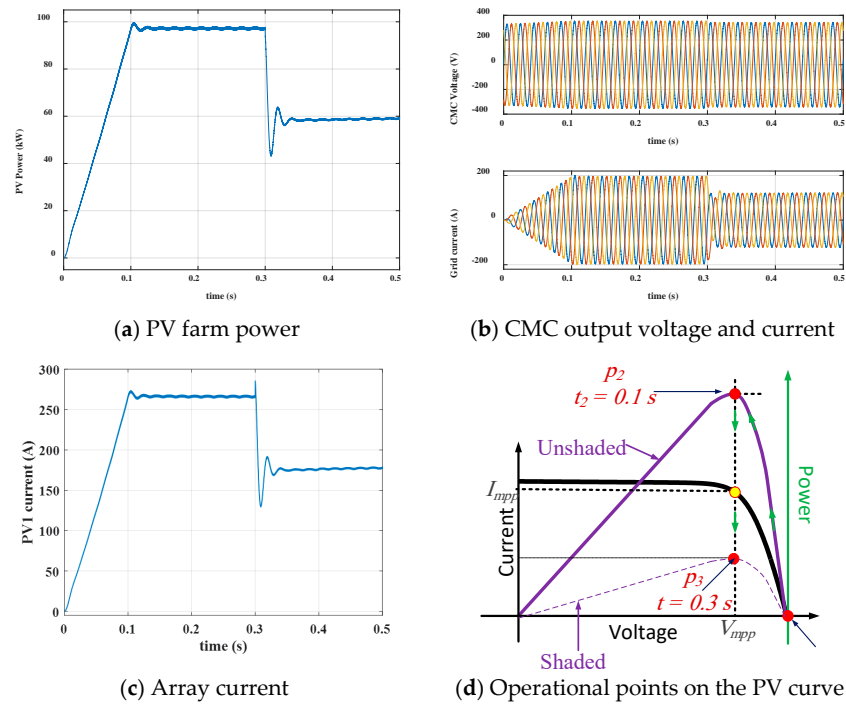 100
80
60
40
20
0
PV Power (kW)
0
0.1
0.2
0.3
0.4
0.5
time (s)
(a) PV farm power
400
200
0
-200
-400
CMC Voltage (V)
0
0.1
0.2
0.3
0.4
0.5
time (s)
200
0
-200
Grid current (A)
0
0.1
0.2
0.3
0.4
0.5
time (s)
(b) CMC output voltage and current
300
250
200
150
100
50
0
PV1 current (A)
0
0.1
0.2
0.3
0.4
0.5
time (s)
(c) Array current
p2
t2 = 0.1 s
Unshaded
Impp
Current
Power
p3
t = 0.3 s
Voltage
Vmpp
Shaded
(d) Operational points on the PV curve